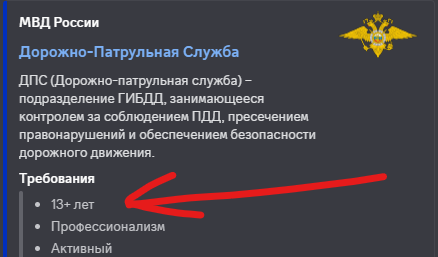 МВД России
Дорожно-Патрульная Служба
ДПС (Дорожно-патрульная служба) –
подразделение ГИБДД, занимающееся
контролем за соблюдением ПДД, пресечением
правонарушений и обеспечением безопасности
дорожного движения.
Требования
• 13+ лет
• Профессионализм
• Активный